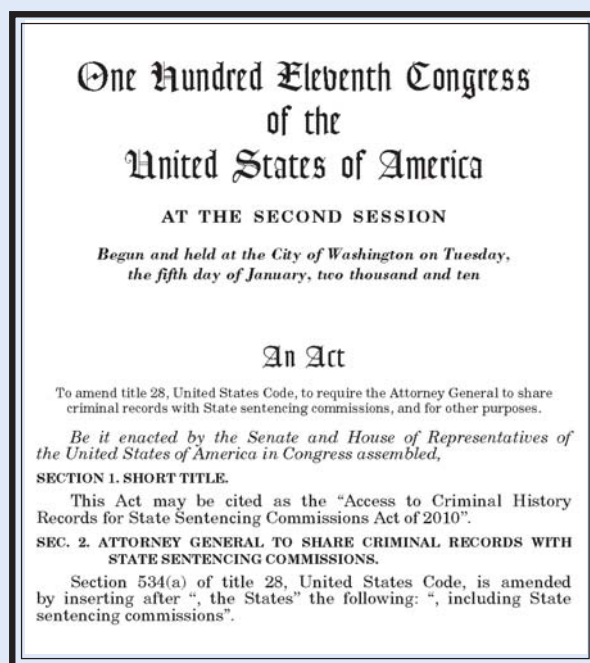 One Hundred Eleventh Congress
of the
United States of America
AT THE SECOND SESSION
Begun and held at the City of Washington on Tuesday,
the fifth day of January, two thousand and ten
An Act
To amend title 28, United States Code, to require the Attorney General to share
criminal records with State sentencing commissions, and for other purposes.
Be it enacted by the Senate and House of Representatives of
the United States of America in Congress assembled,
SECTION 1. SHORT TITLE.
This Act may be cited as the “Access to Criminal History
Records for State Sentencing Commissions Act of 2010”.
SEC. 2. ATTORNEY GENERAL TO SHARE CRIMINAL RECORDS WITH
STATE SENTENCING COMMISSIONS.
Section 534(a) of title 28, United States Code, is amended
by inserting after “, the States” the following: “, including State
sentencing commissions”.